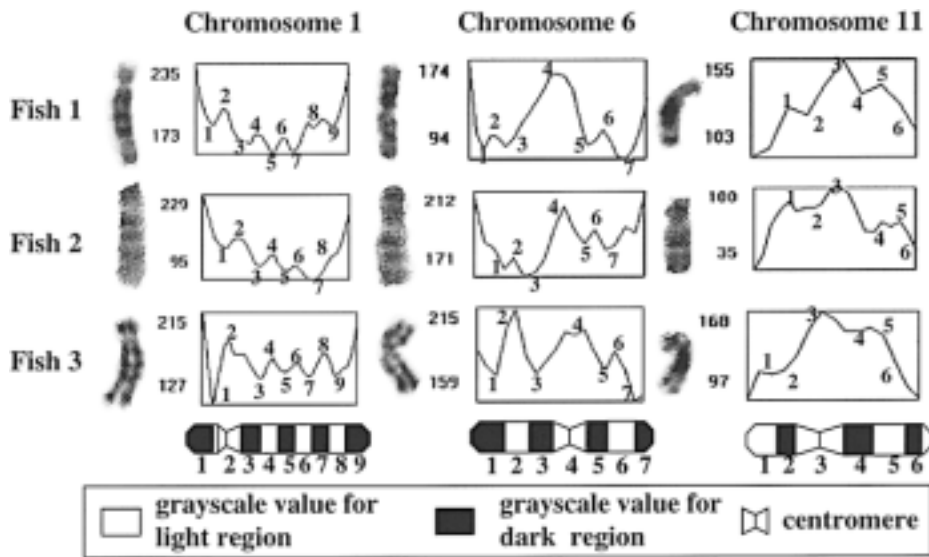 Chromosome 1 Chromosome 6 Chromosome 11
Fish 1
235
173
1 2 3 4 5 6 7 8 9
174
94
1 2 3 4 5 6 7
155
103
2 3 4 5 6
Fish 2
229
95
1 2 3 4 5 6 7 8
212
171
1 2 3 4 5 6 7
100
35
1 2 3 4 5 6
Fish 3
215
127
1 2 3 4 5 6 7 8 9
215
159
1 2 3 4 5 6 7
168
97
1 2 3 4 5 6
1 2 3 4 5 6 7 8 9
1 2 3 4 5 6 7
1 2 3 4 5 6
grayscale value for light region
grayscale value for dark region
centromere